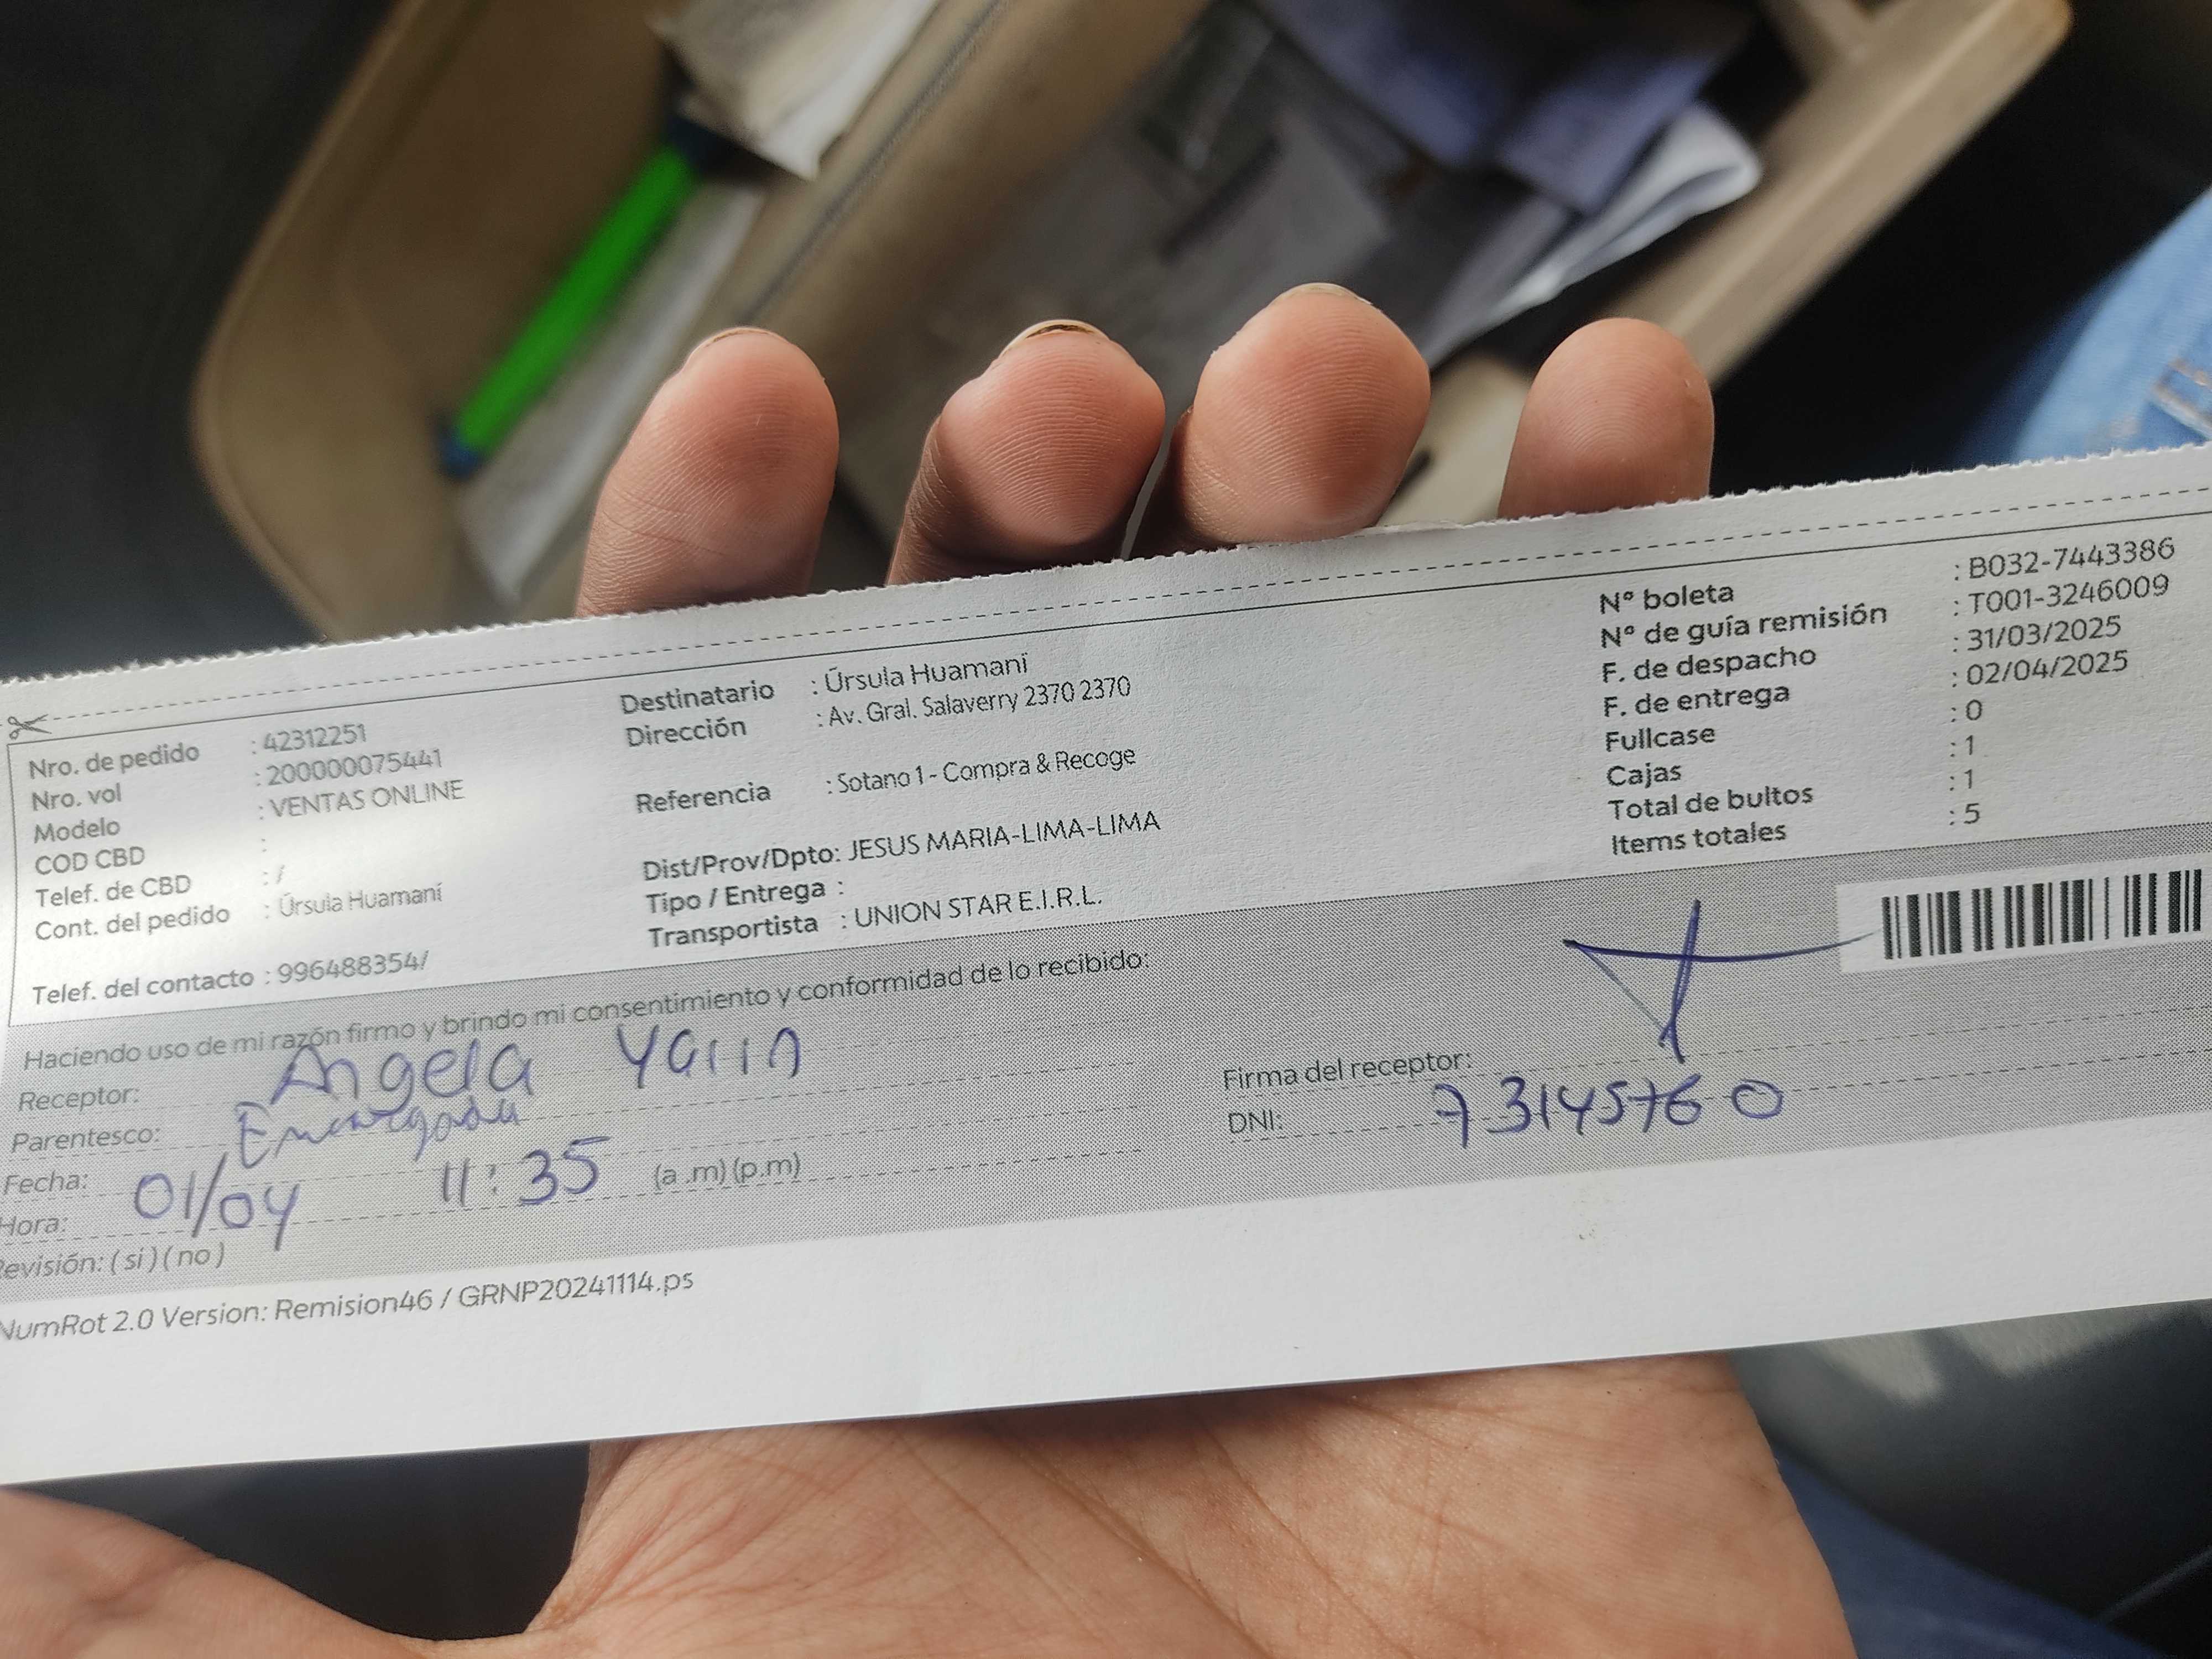 Nro. de pedido : 42312251
Nro. vol : 200000075441
Modelo : VENTAS ONLINE
COD CBD :
Telef. de CBD : /
Cont. del pedido : Úrsula Huamaní
Telef. del contacto : 996488354/
Destinatario : Úrsula Huamaní
Dirección : Av. Gral. Salaverry 2370 2370
Referencia : Sotano 1 - Compra & Recoge
Dist/Prov/Dpto: JESUS MARIA-LIMA-LIMA
Tipo / Entrega :
Transportista : UNION STAR E.I.R.L.
N° boleta : B032-7443386
N° de guía remisión : T001-3246009
F. de despacho : 31/03/2025
F. de entrega : 02/04/2025
Fullcase : 0
Cajas : 1
Total de bultos : 1
Items totales : 5
Haciendo uso de mi razón firmo y brindo mi consentimiento y conformidad de lo recibido:
Receptor: Angela
Parentesco: Encargada
Fecha: 01/04
Hora: 11:35 (a .m) (p.m)
Revisión: ( si ) ( no )
Firma del receptor:
DNI:
NumRot 2.0 Version: Remision46 / GRNP20241114.ps